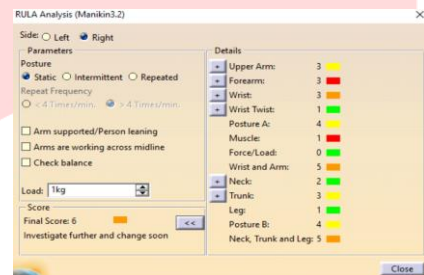 RULA Analysis (Manikin3.2)
Side: Left Right
Parameters
Posture
Static Intermittent Repeated
Repeat Frequency
< 4 Times/min. > 4 Times/min.
Arm supported/Person leaning
Arms are working across midline
Check balance
Load: 1kg
Score
Final Score: 6 <<
Investigate further and change soon
Details
+ Upper Arm: 3
+ Forearm: 3
+ Wrist: 3
+ Wrist Twist: 1
Posture A: 4
Muscle: 1
Force/Load: 0
Wrist and Arm: 5
+ Neck: 2
+ Trunk: 3
Leg: 1
Posture B: 4
Neck, Trunk and Leg: 5
Close